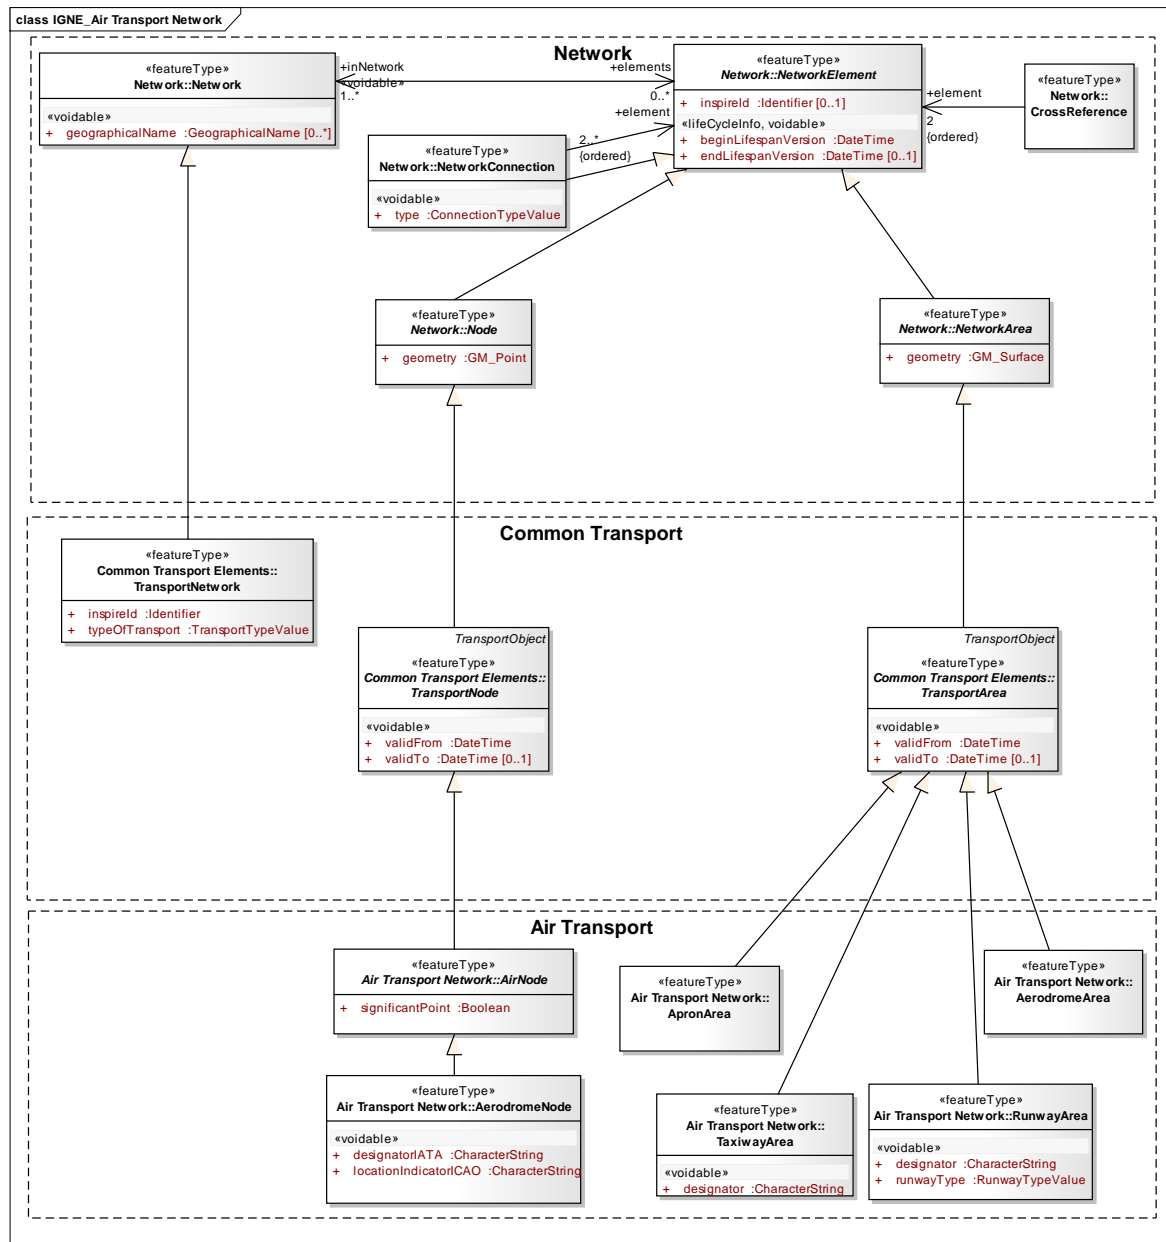 class IGNE_Air Transport Network
Network
«featureType»
Network::Network
«voidable»
+ geographicalName :GeographicalName [0..*]
+inNetwork
«voidable»
1..*
+elements
0..*
«featureType»
Network::NetworkElement
+ inspireId :Identifier [0..1]
«lifeCycleInfo, voidable»
+ beginLifespanVersion :DateTime
+ endLifespanVersion :DateTime [0..1]
+element
2
{ordered}
«featureType»
Network::
CrossReference
+element
2..*
{ordered}
«featureType»
Network::NetworkConnection
«voidable»
+ type :ConnectionTypeValue
«featureType»
Network::Node
+ geometry :GM_Point
«featureType»
Network::NetworkArea
+ geometry :GM_Surface
Common Transport
«featureType»
Common Transport Elements::
TransportNetwork
+ inspireId :Identifier
+ typeOfTransport :TransportTypeValue
TransportObject
«featureType»
Common Transport Elements::
TransportNode
«voidable»
+ validFrom :DateTime
+ validTo :DateTime [0..1]
TransportObject
«featureType»
Common Transport Elements::
TransportArea
«voidable»
+ validFrom :DateTime
+ validTo :DateTime [0..1]
Air Transport
«featureType»
Air Transport Network::AirNode
+ significantPoint :Boolean
«featureType»
Air Transport Network::
ApronArea
«featureType»
Air Transport Network::
AerodromeArea
«featureType»
Air Transport Network::AerodromeNode
«voidable»
+ designatorIATA :CharacterString
+ locationIndicatorICAO :CharacterString
«featureType»
Air Transport Network::
TaxiwayArea
«voidable»
+ designator :CharacterString
«featureType»
Air Transport Network::RunwayArea
«voidable»
+ designator :CharacterString
+ runwayType :RunwayTypeValue